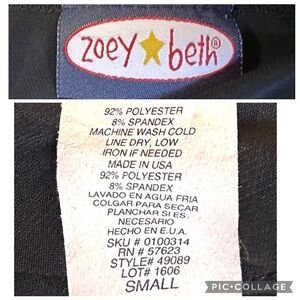 zoey beth®
92% POLYESTER
8% SPANDEX
MACHINE WASH COLD
LINE DRY, LOW
IRON IF NEEDED
MADE IN USA
92% POLYESTER
8% SPANDEX
LAVADO EN AGUA FRIA
COLGAR PARA SECAR
PLANCHAR SI ES
NECESARIO
HECHO EN E.U.A.
SKU # 0100314
RN # 57623
STYLE# 49089
LOT# 1606
SMALL
PIC•COLLAGE